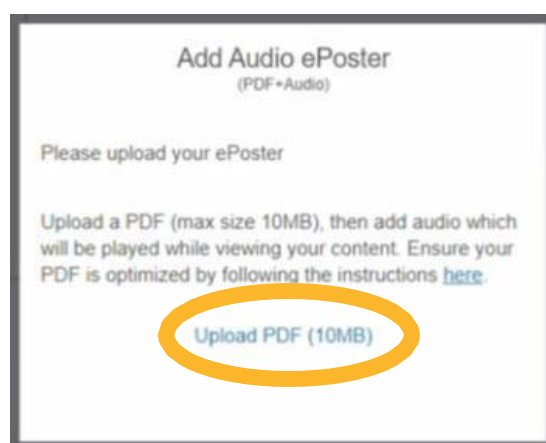 Add Audio ePoster
(PDF+Audio)
Please upload your ePoster
Upload a PDF (max size 10MB), then add audio which
will be played while viewing your content. Ensure your
PDF is optimized by following the instructions here.
Upload PDF (10MB)